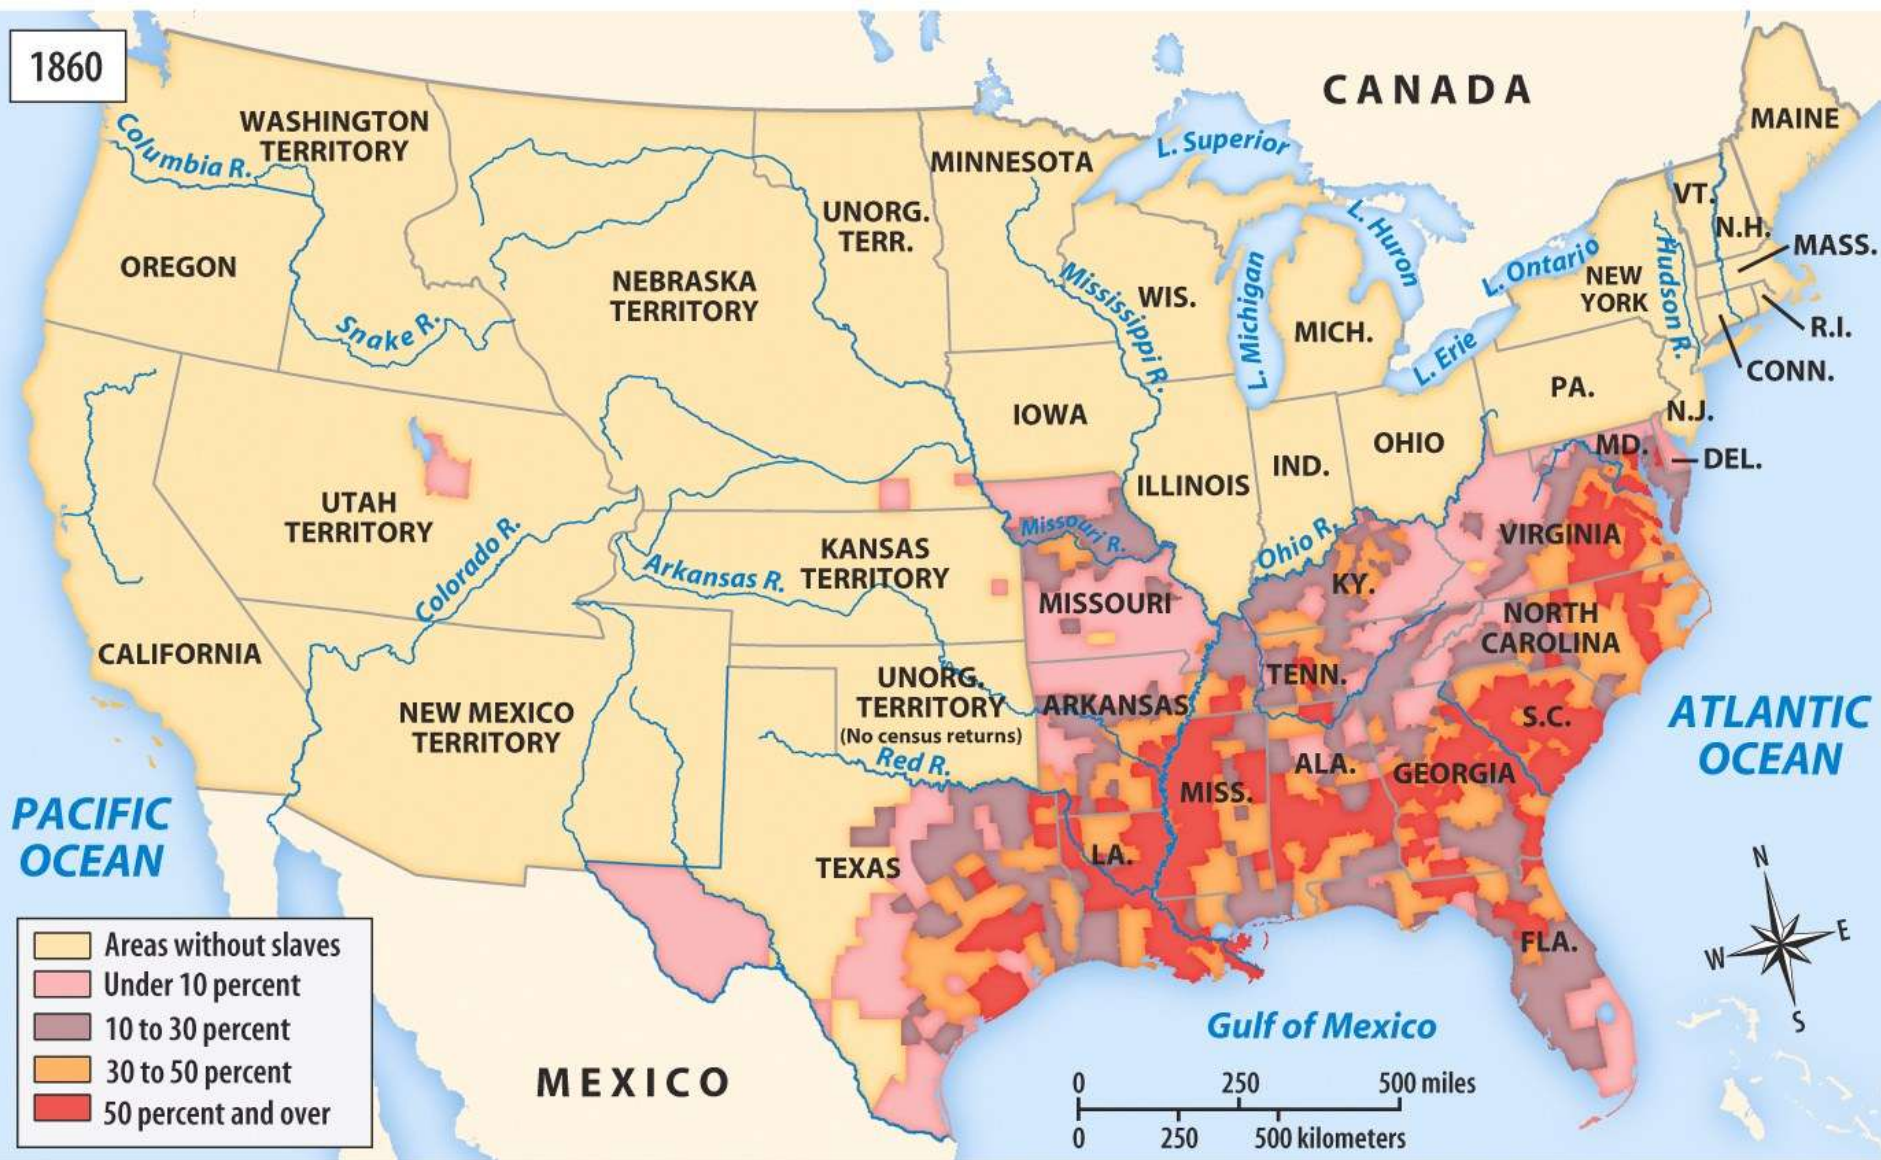 1860
CANADA
WASHINGTON
TERRITORY
Columbia R.
OREGON
Snake R.
NEBRASKA
TERRITORY
UNORG.
TERR.
MINNESOTA
L. Superior
L. Michigan
L. Huron
L. Ontario
L. Erie
Mississippi R.
WIS.
MICH.
MAINE
VT.
N.H.
MASS.
NEW
YORK
Hudson R.
R.I.
CONN.
PA.
N.J.
IOWA
ILLINOIS
IND.
OHIO
MD.
DEL.
UTAH
TERRITORY
Colorado R.
Arkansas R.
KANSAS
TERRITORY
Missouri R.
MISSOURI
Ohio R.
KY.
VIRGINIA
NORTH
CAROLINA
CALIFORNIA
NEW MEXICO
TERRITORY
UNORG.
TERRITORY
(No census returns)
Red R.
ARKANSAS
TENN.
S.C.
ATLANTIC
OCEAN
PACIFIC
OCEAN
TEXAS
LA.
MISS.
ALA.
GEORGIA
FLA.
MEXICO
Gulf of Mexico
N
E
W
S
Areas without slaves
Under 10 percent
10 to 30 percent
30 to 50 percent
50 percent and over
0 250 500 miles
0 250 500 kilometers